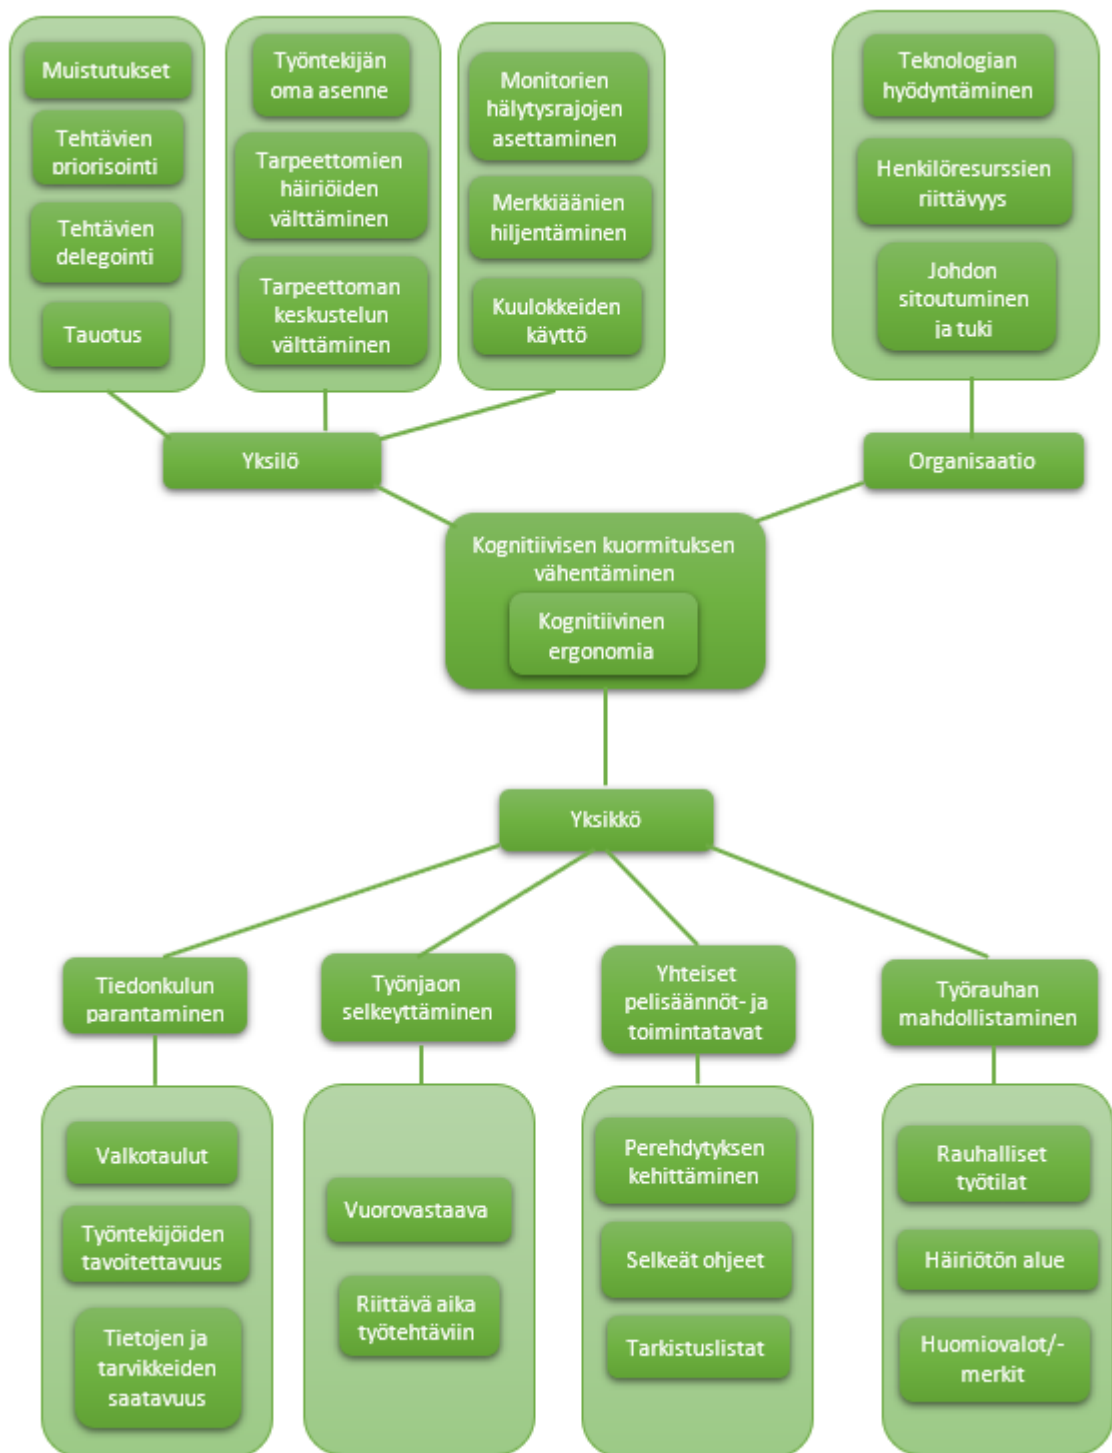 Muistutukset
Tehtävien
priorisointi
Tehtävien
delegointi
Tauotus
Työntekijän
oma asenne
Tarpeettomien
häiriöiden
välttäminen
Tarpeettoman
keskustelun
välttäminen
Monitorien
hälytysrajojen
asettaminen
Merkkiäänien
hiljentäminen
Kuulokkeiden
käyttö
Teknologian
hyödyntäminen
Henkilöresurssien
riittävyys
Johdon
sitoutuminen
ja tuki
Yksilö
Organisaatio
Kognitiivisen kuormituksen
vähentäminen
Kognitiivinen
ergonomia
Yksikkö
Tiedonkulun
parantaminen
Työnjaon
selkeyttäminen
Yhteiset
pelisäännöt- ja
toimintatavat
Työrauhan
mahdollistaminen
Valkotaulut
Työntekijöiden
tavoitettavuus
Tietojen ja
tarvikkeiden
saatavuus
Vuorovastaava
Riittävä aika
työtehtäviin
Perehdytyksen
kehittäminen
Selkeät ohjeet
Tarkistuslistat
Rauhalliset
työtilat
Häiriötön alue
Huomiovalot/-
merkit